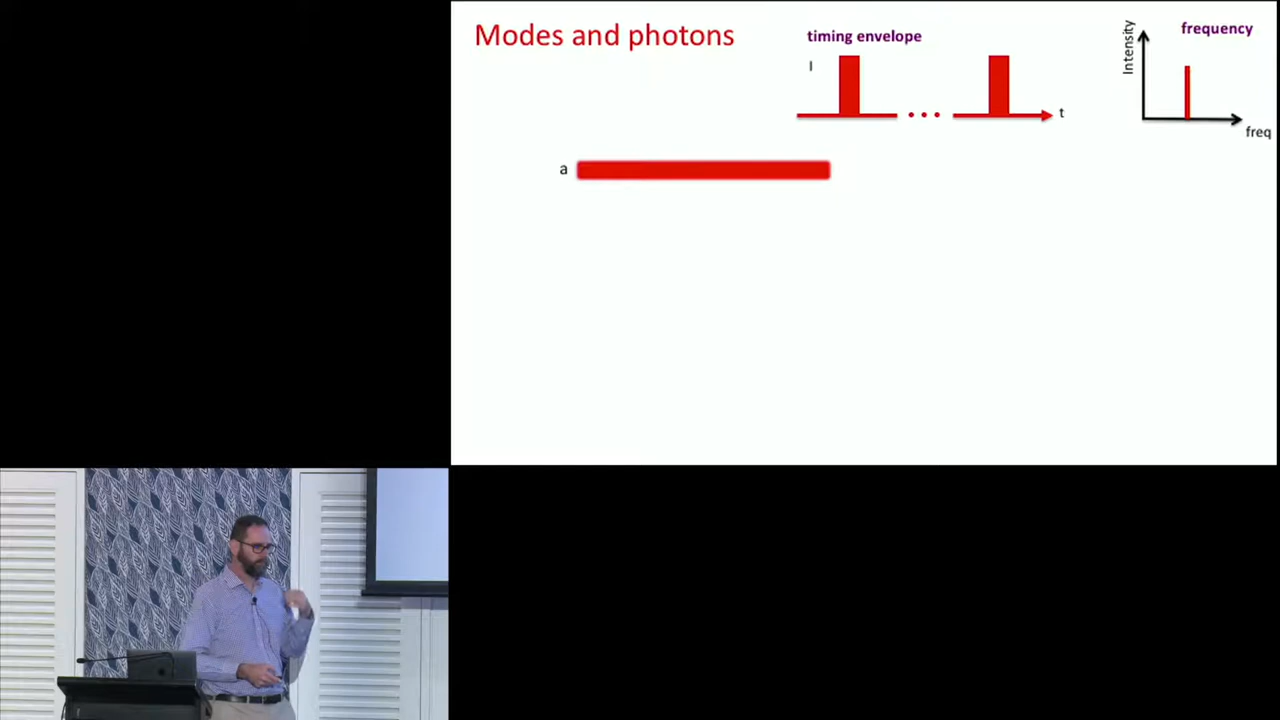 Modes and photons
timing envelope
I
t
frequency
Intensity
freq
a